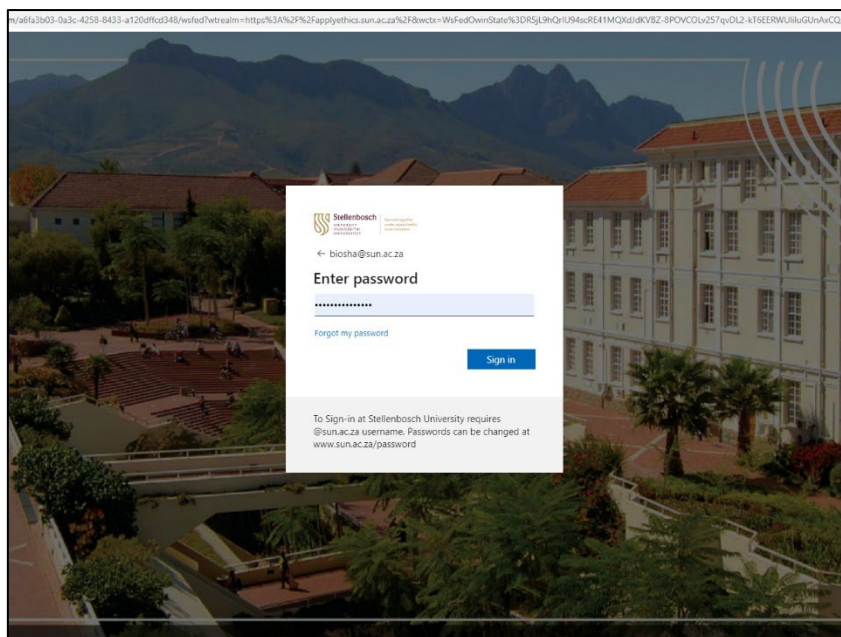 m/a6fa3b03-0a3c-4258-8433-a120dffcd348/wsfed?wtrealm=https%3A%2F%2Fapplyethics.sun.ac.za%2F&wctx=WsFedOwinState%3DR5jL9hQrIU94scRE41MQXdJdKVBZ-8POVCOLv257qvDL2-kT6EERWUIiluGUnAxCQ
Stellenbosch
UNIVERSITY
IYUNIVESITHI
UNIVERSITEIT
← biosha@sun.ac.za
Enter password
Forgot my password
Sign in
To Sign-in at Stellenbosch University requires
@sun.ac.za username. Passwords can be changed at
www.sun.ac.za/password